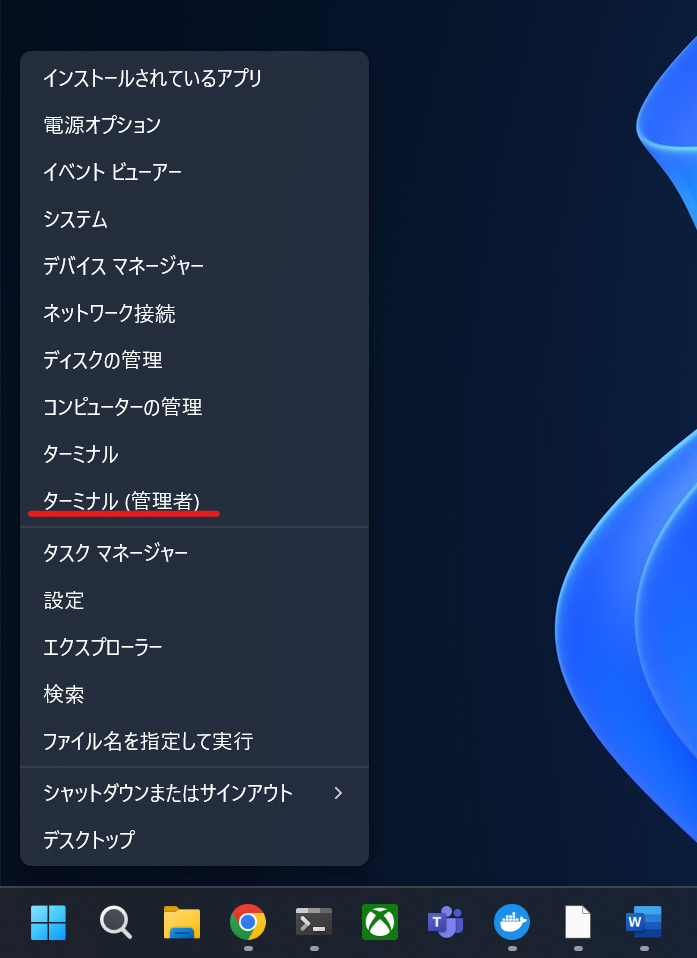 インストールされているアプリ
電源オプション
イベント ビューアー
システム
デバイス マネージャー
ネットワーク接続
ディスクの管理
コンピューターの管理
ターミナル
ターミナル (管理者)
タスク マネージャー
設定
エクスプローラー
検索
ファイル名を指定して実行
シャットダウンまたはサインアウト
デスクトップ
T
W